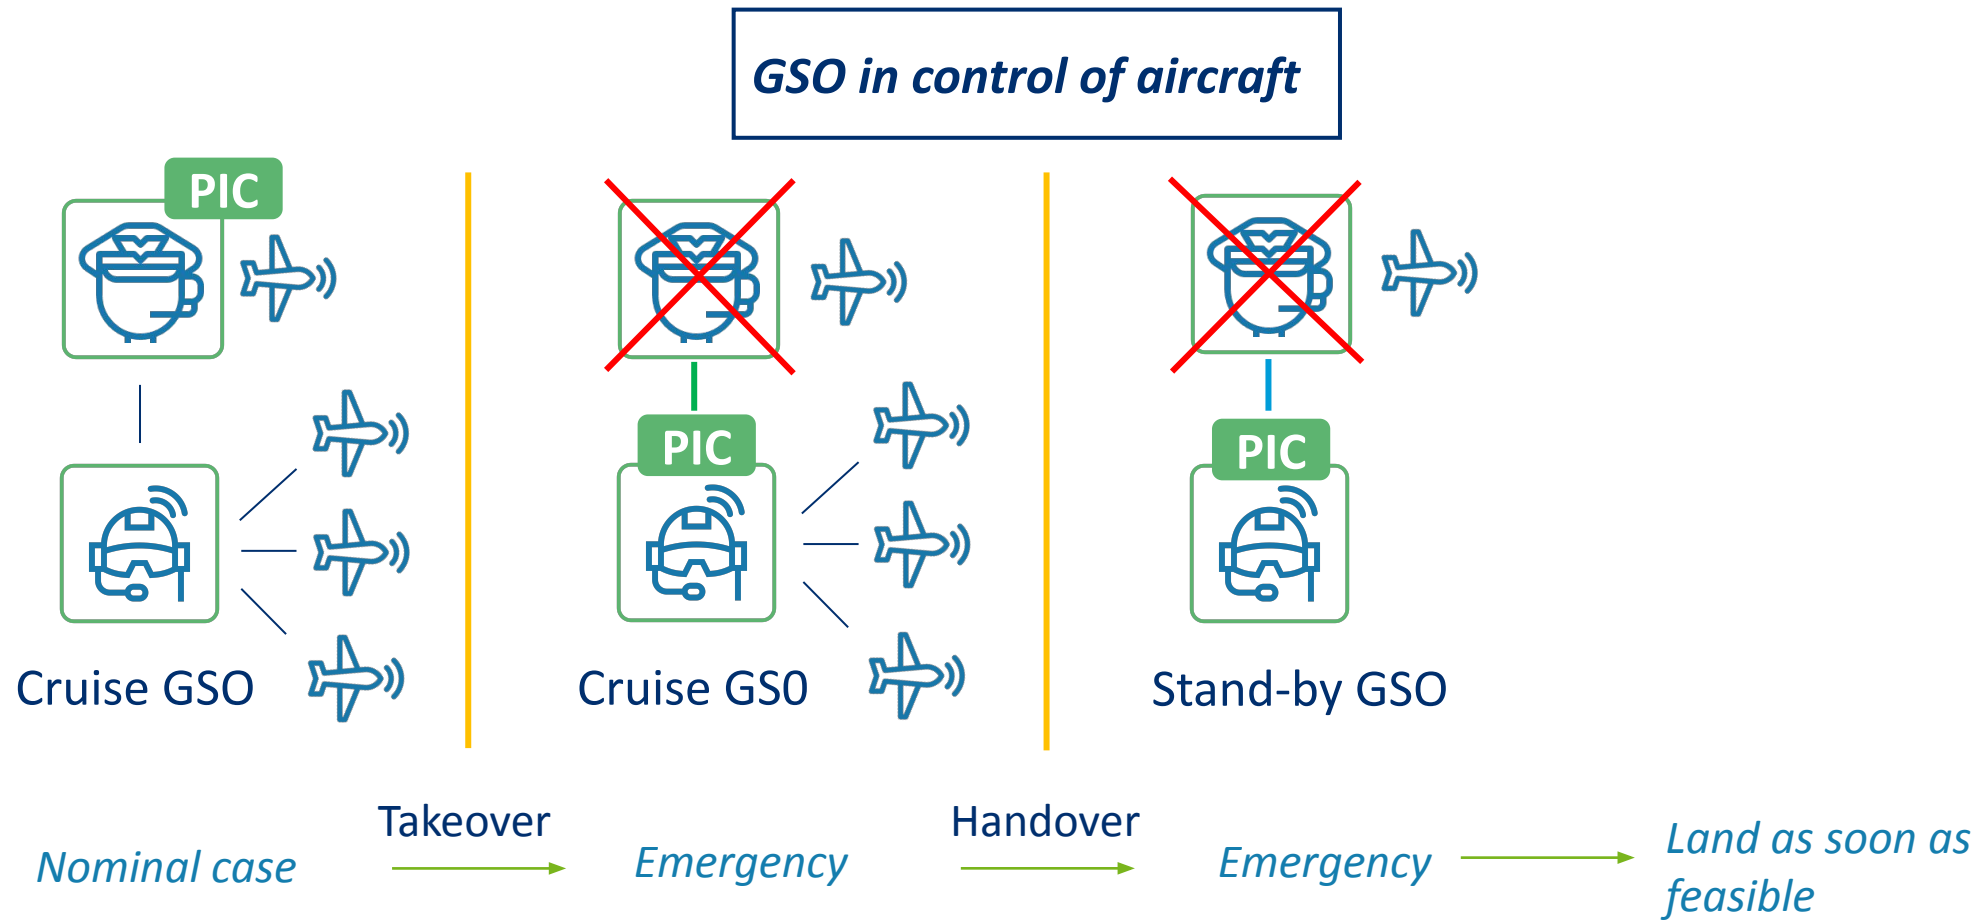 GSO in control of aircraft
PIC
PIC
PIC
Cruise GSO
Cruise GS0
Stand-by GSO
Takeover
Handover
Nominal case
Emergency
Emergency
Land as soon as
feasible